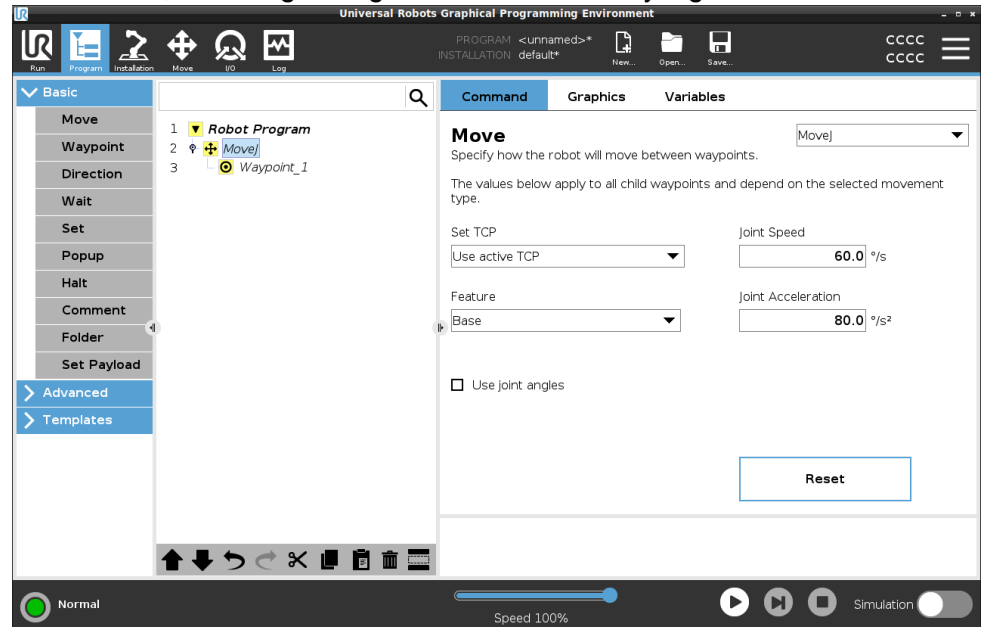 Universal Robots Graphical Programming Environment
PROGRAM <unnamed>*
INSTALLATION default*
Run
Program
Installation
Move
I/O
Log
New...
Open...
Save...
CCCC
CCCC
Basic
Move
Waypoint
Direction
Wait
Set
Popup
Halt
Comment
Folder
Set Payload
Advanced
Templates
1 Robot Program
2 MoveJ
3 Waypoint_1
Command Graphics Variables
Move
MoveJ
Specify how the robot will move between waypoints.
The values below apply to all child waypoints and depend on the selected movement
type.
Set TCP
Use active TCP
Joint Speed
60.0 °/s
Feature
Base
Joint Acceleration
80.0 °/s²
Use joint angles
Reset
Normal
Speed 100%
Simulation